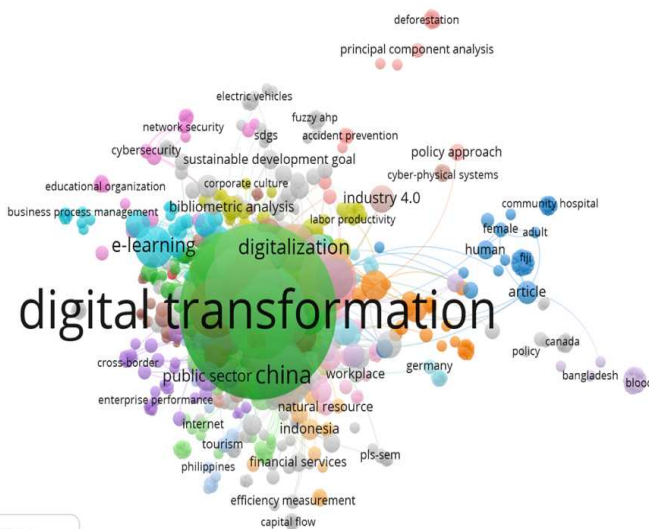 deforestation
principal component analysis
electric vehicles
fuzzy ahp
network security
sdgs
accident prevention
cybersecurity
sustainable development goal
policy approach
cyber-physical systems
educational organization
corporate culture
industry 4.0
business process management
bibliometric analysis
labor productivity
community hospital
female
adult
e-learning
digitalization
human
fiji
article
digital transformation
policy
canada
cross-border
public sector
china
workplace
germany
bangladesh
enterprise performance
natural resource
internet
indonesia
tourism
pls-sem
philippines
financial services
efficiency measurement
capital flow